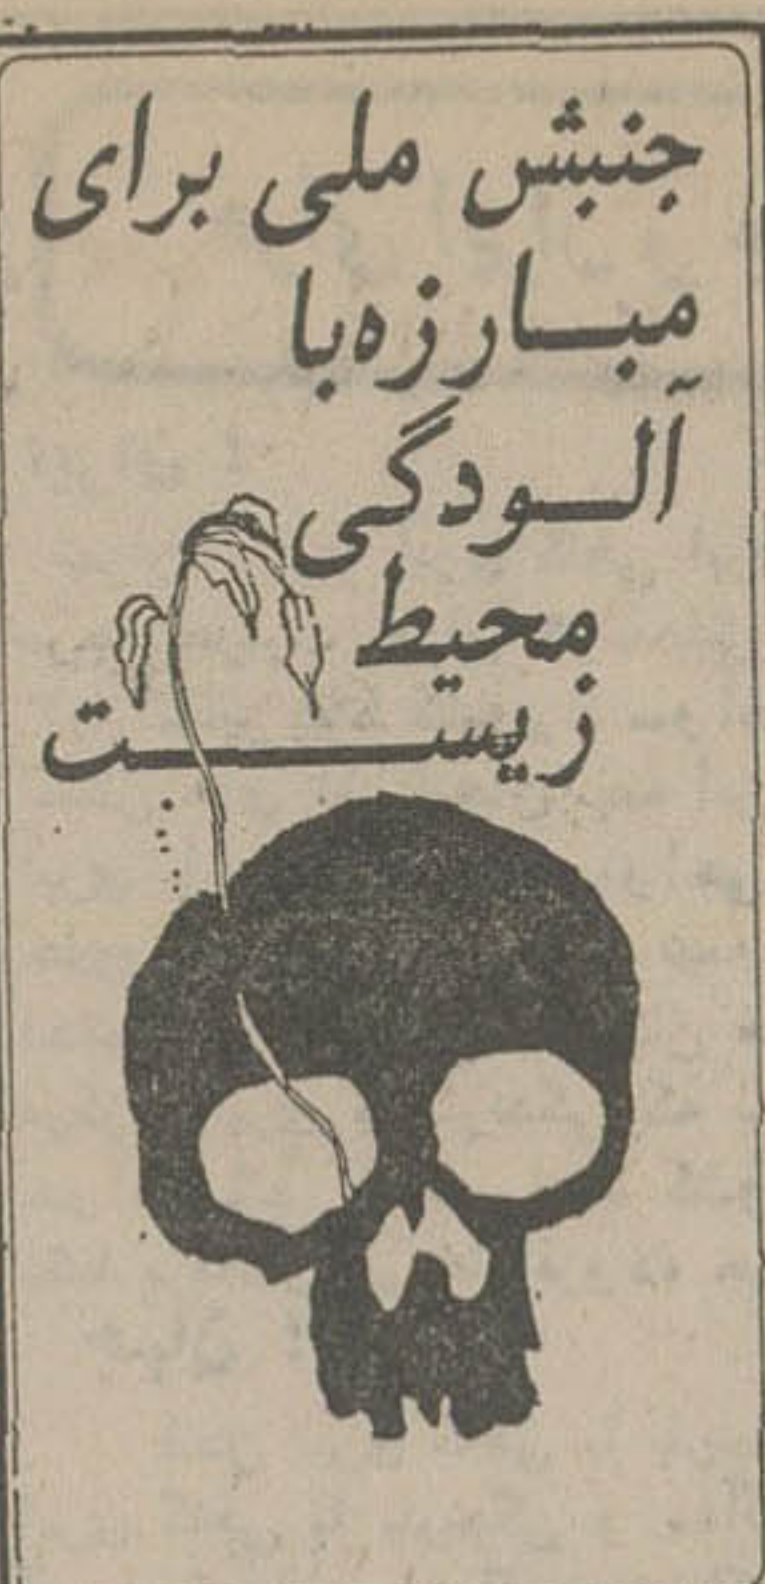 جنبش ملی برای
مبارزه با
آلودگی
محیط
زیست